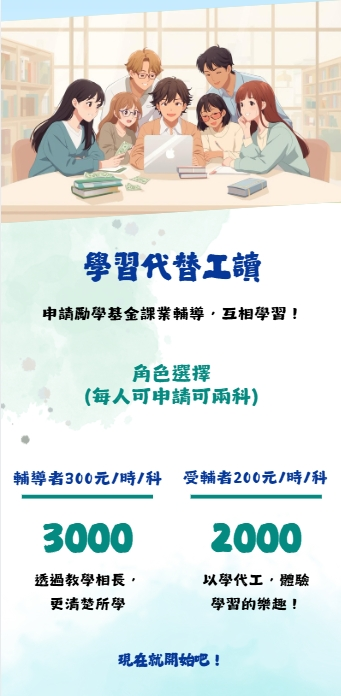 學習代替工讀
申請勵學基金課業輔導，互相學習！
角色選擇
(每人可申請可兩科)
輔導者300元/時/科
受輔者200元/時/科
3000
2000
透過教學相長，
更清楚所學
以學代工，體驗
學習的樂趣！
現在就開始吧！